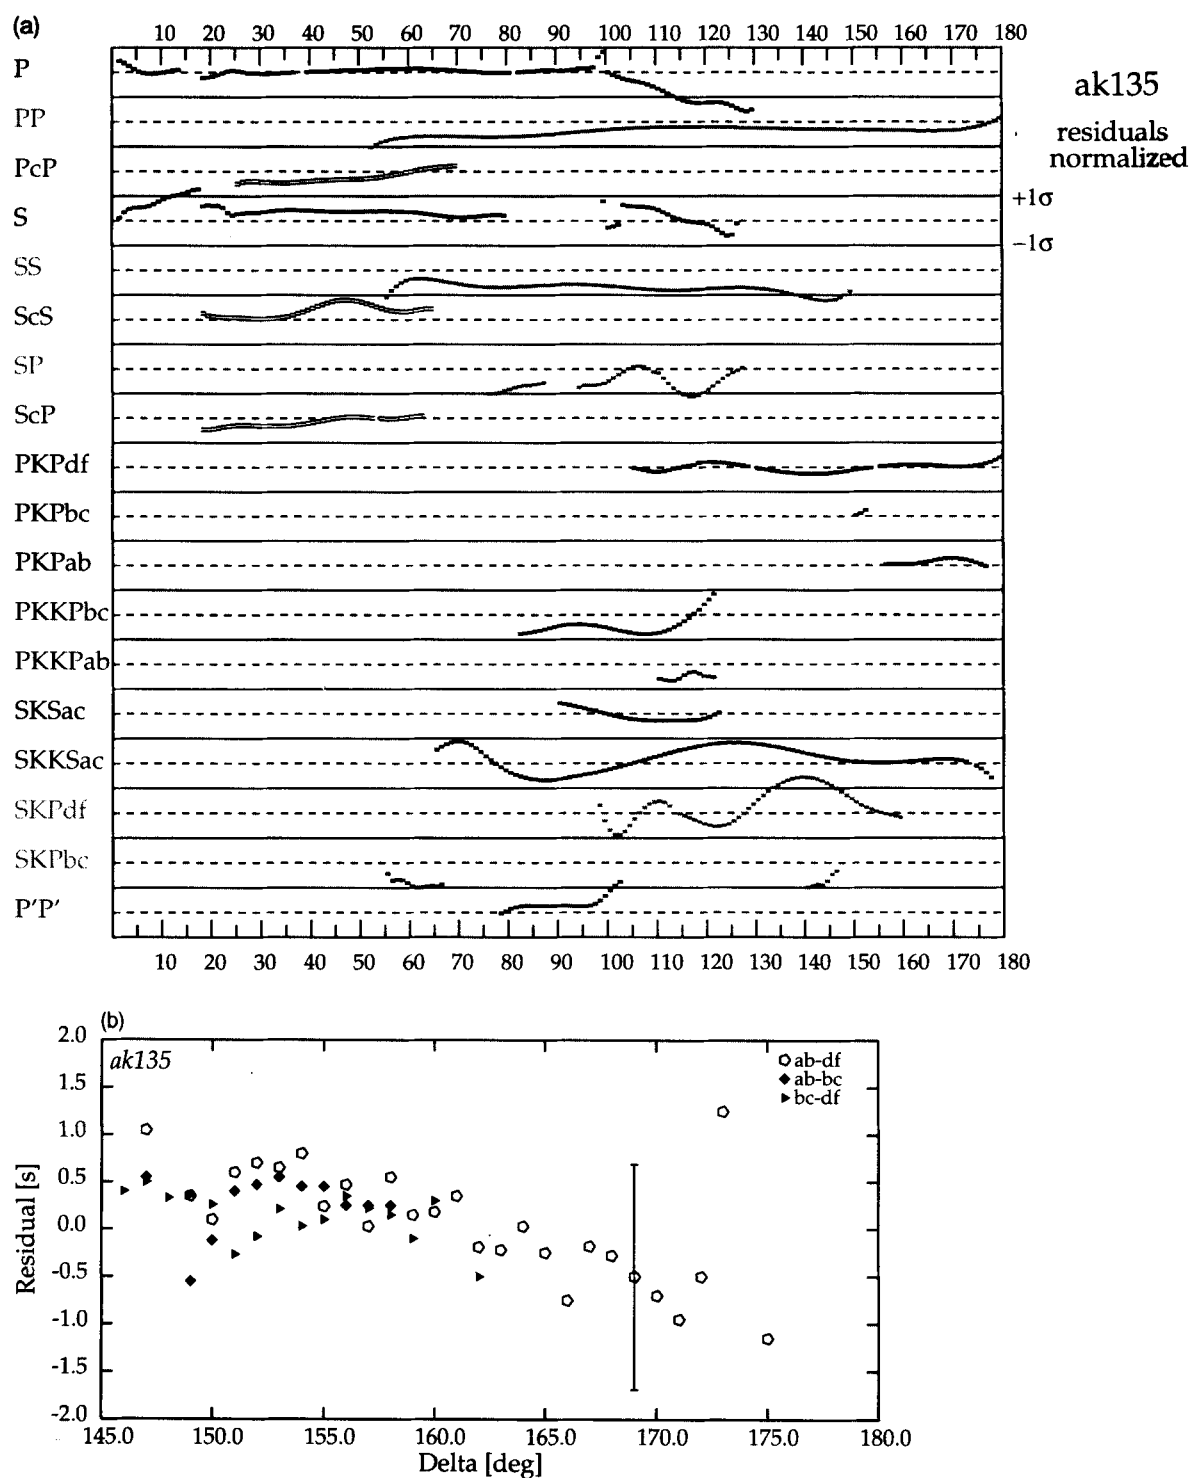 (a)
10 20 30 40 50 60 70 80 90 100 110 120 130 140 150 160 170 180
P
ak135
PP
residuals
normalized
PcP
+1σ
S
−1σ
SS
ScS
SP
ScP
PKPdf
PKPbc
PKPab
PKKPbc
PKKPab
SKSac
SKKSac
SKPdf
SKPbc
P'P'
10 20 30 40 50 60 70 80 90 100 110 120 130 140 150 160 170 180
(b)
2.0
ak135
ab-df
ab-bc
bc-df
1.5
1.0
0.5
0.0
-0.5
-1.0
-1.5
-2.0
Residual [s]
145.0 150.0 155.0 160.0 165.0 170.0 175.0 180.0
Delta [deg]